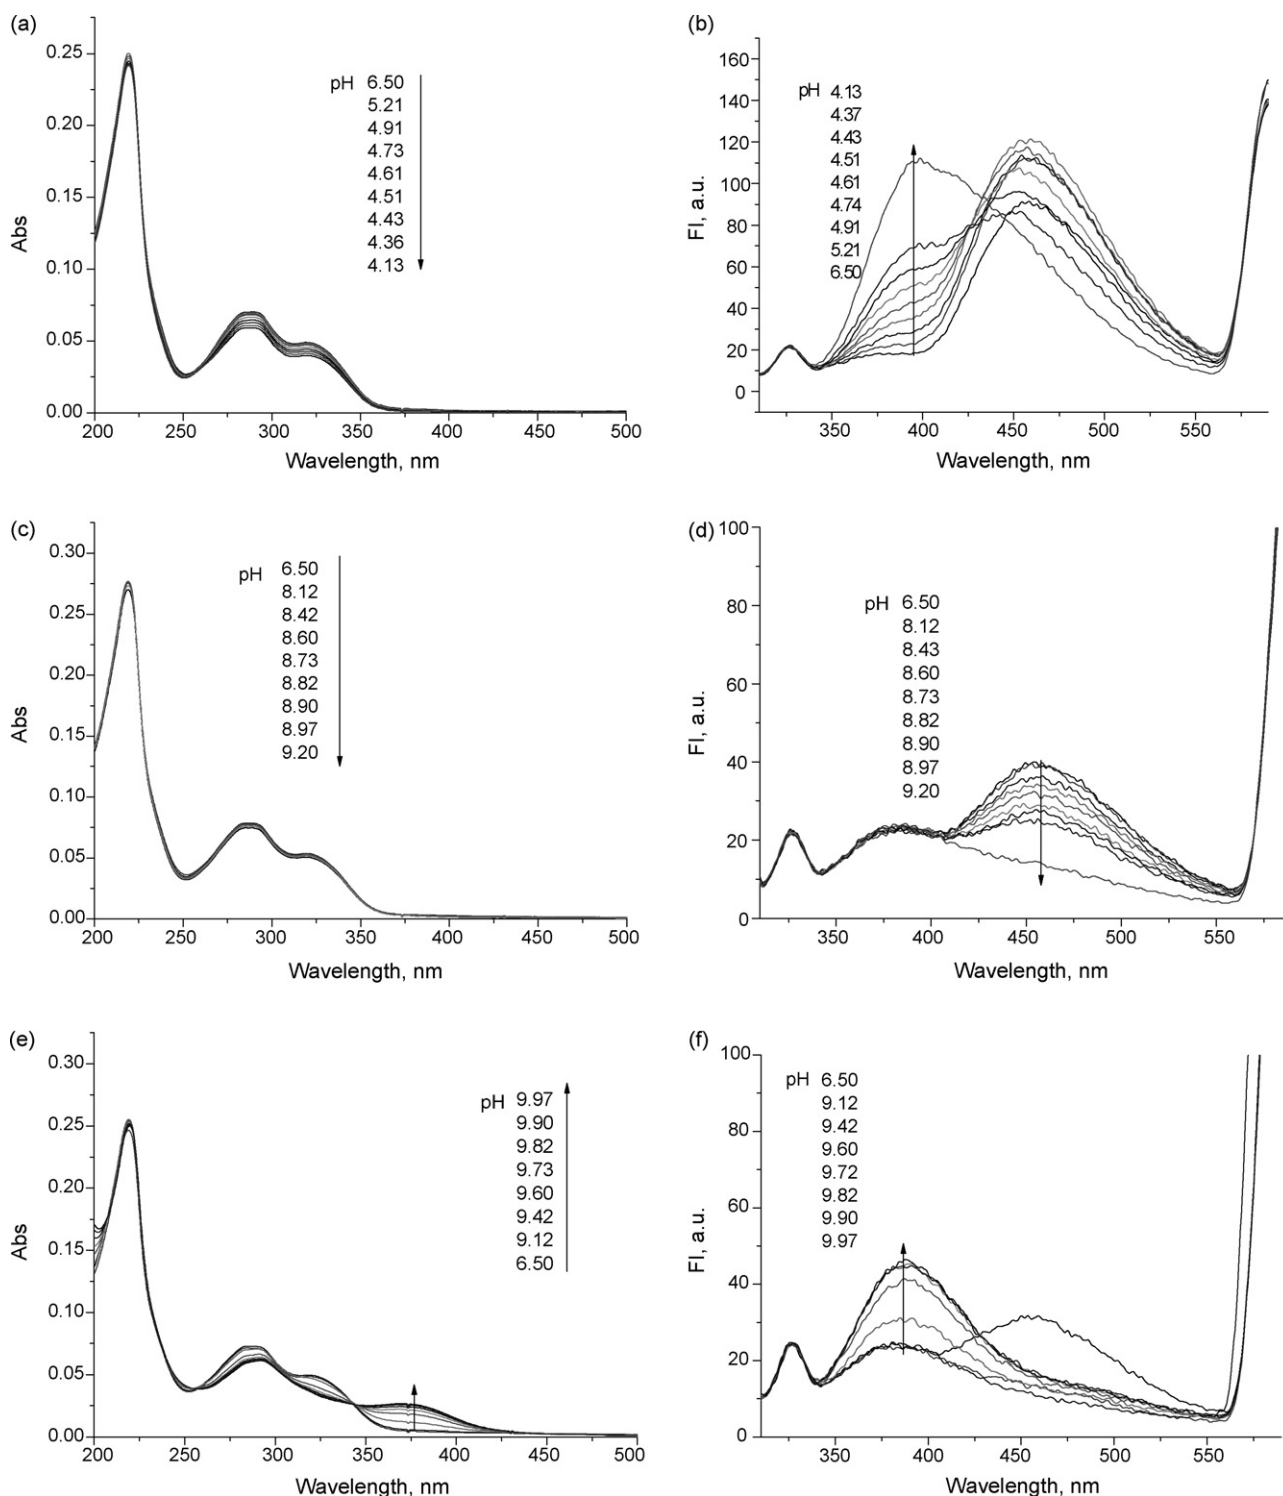 (a)
0.25
0.20
0.15
0.10
0.05
0.00
Abs
pH 6.50
5.21
4.91
4.73
4.61
4.51
4.43
4.36
4.13
200 250 300 350 400 450 500
Wavelength, nm
(b)
160
140
120
100
80
60
40
20
0
FI, a.u.
pH 4.13
4.37
4.43
4.51
4.61
4.74
4.91
5.21
6.50
350 400 450 500 550
Wavelength, nm
(c)
0.30
0.25
0.20
0.15
0.10
0.05
0.00
Abs
pH 6.50
8.12
8.42
8.60
8.73
8.82
8.90
8.97
9.20
200 250 300 350 400 450 500
Wavelength, nm
(d)
100
80
60
40
20
0
FI, a.u.
pH 6.50
8.12
8.43
8.60
8.73
8.82
8.90
8.97
9.20
350 400 450 500 550
Wavelength, nm
(e)
0.30
0.25
0.20
0.15
0.10
0.05
0.00
Abs
pH 9.97
9.90
9.82
9.73
9.60
9.42
9.12
6.50
200 250 300 350 400 450 500
Wavelength, nm
(f)
100
80
60
40
20
0
FI, a.u.
pH 6.50
9.12
9.42
9.60
9.72
9.82
9.90
9.97
350 400 450 500 550
Wavelength, nm